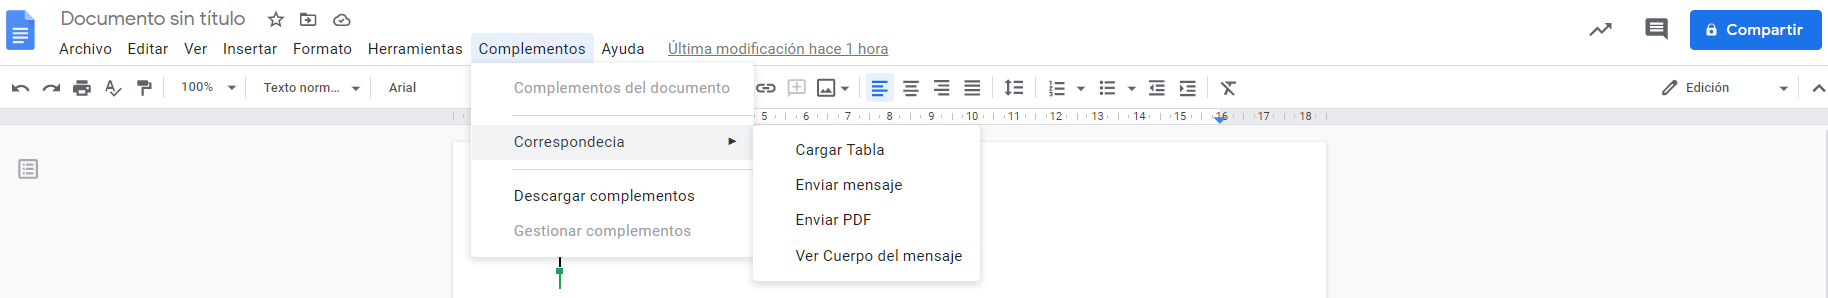 Documento sin título
Archivo Editar Ver Insertar Formato Herramientas Complementos Ayuda Última modificación hace 1 hora
Compartir
100% Texto norm... Arial Edición
Complementos del documento
5 6 7 8 9 10 11 12 13 14 15 16 17 18
Correspondecia
Cargar Tabla
Enviar mensaje
Descargar complementos
Enviar PDF
Gestionar complementos
Ver Cuerpo del mensaje